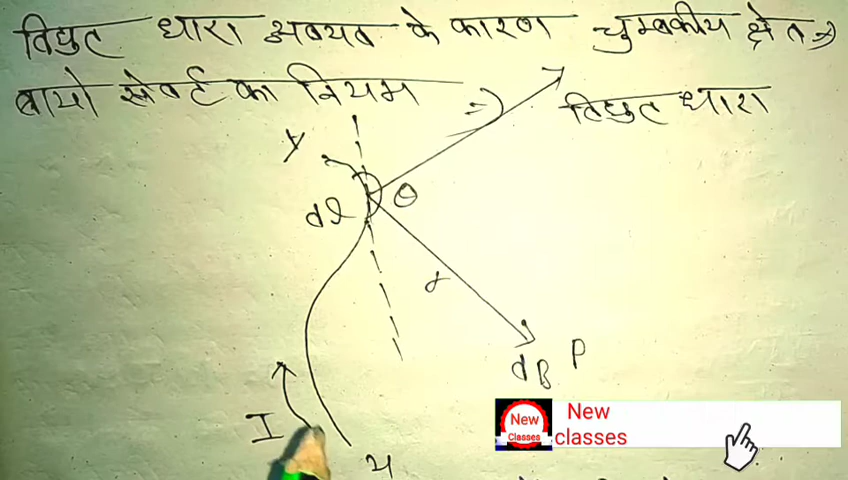 विद्युत धारा अवयव के कारण चुम्बकीय क्षेत्र
बायो सेवर्ट का नियम
विद्युत धारा
θ
dl
r
dB P
I
New
Classes
New
classes